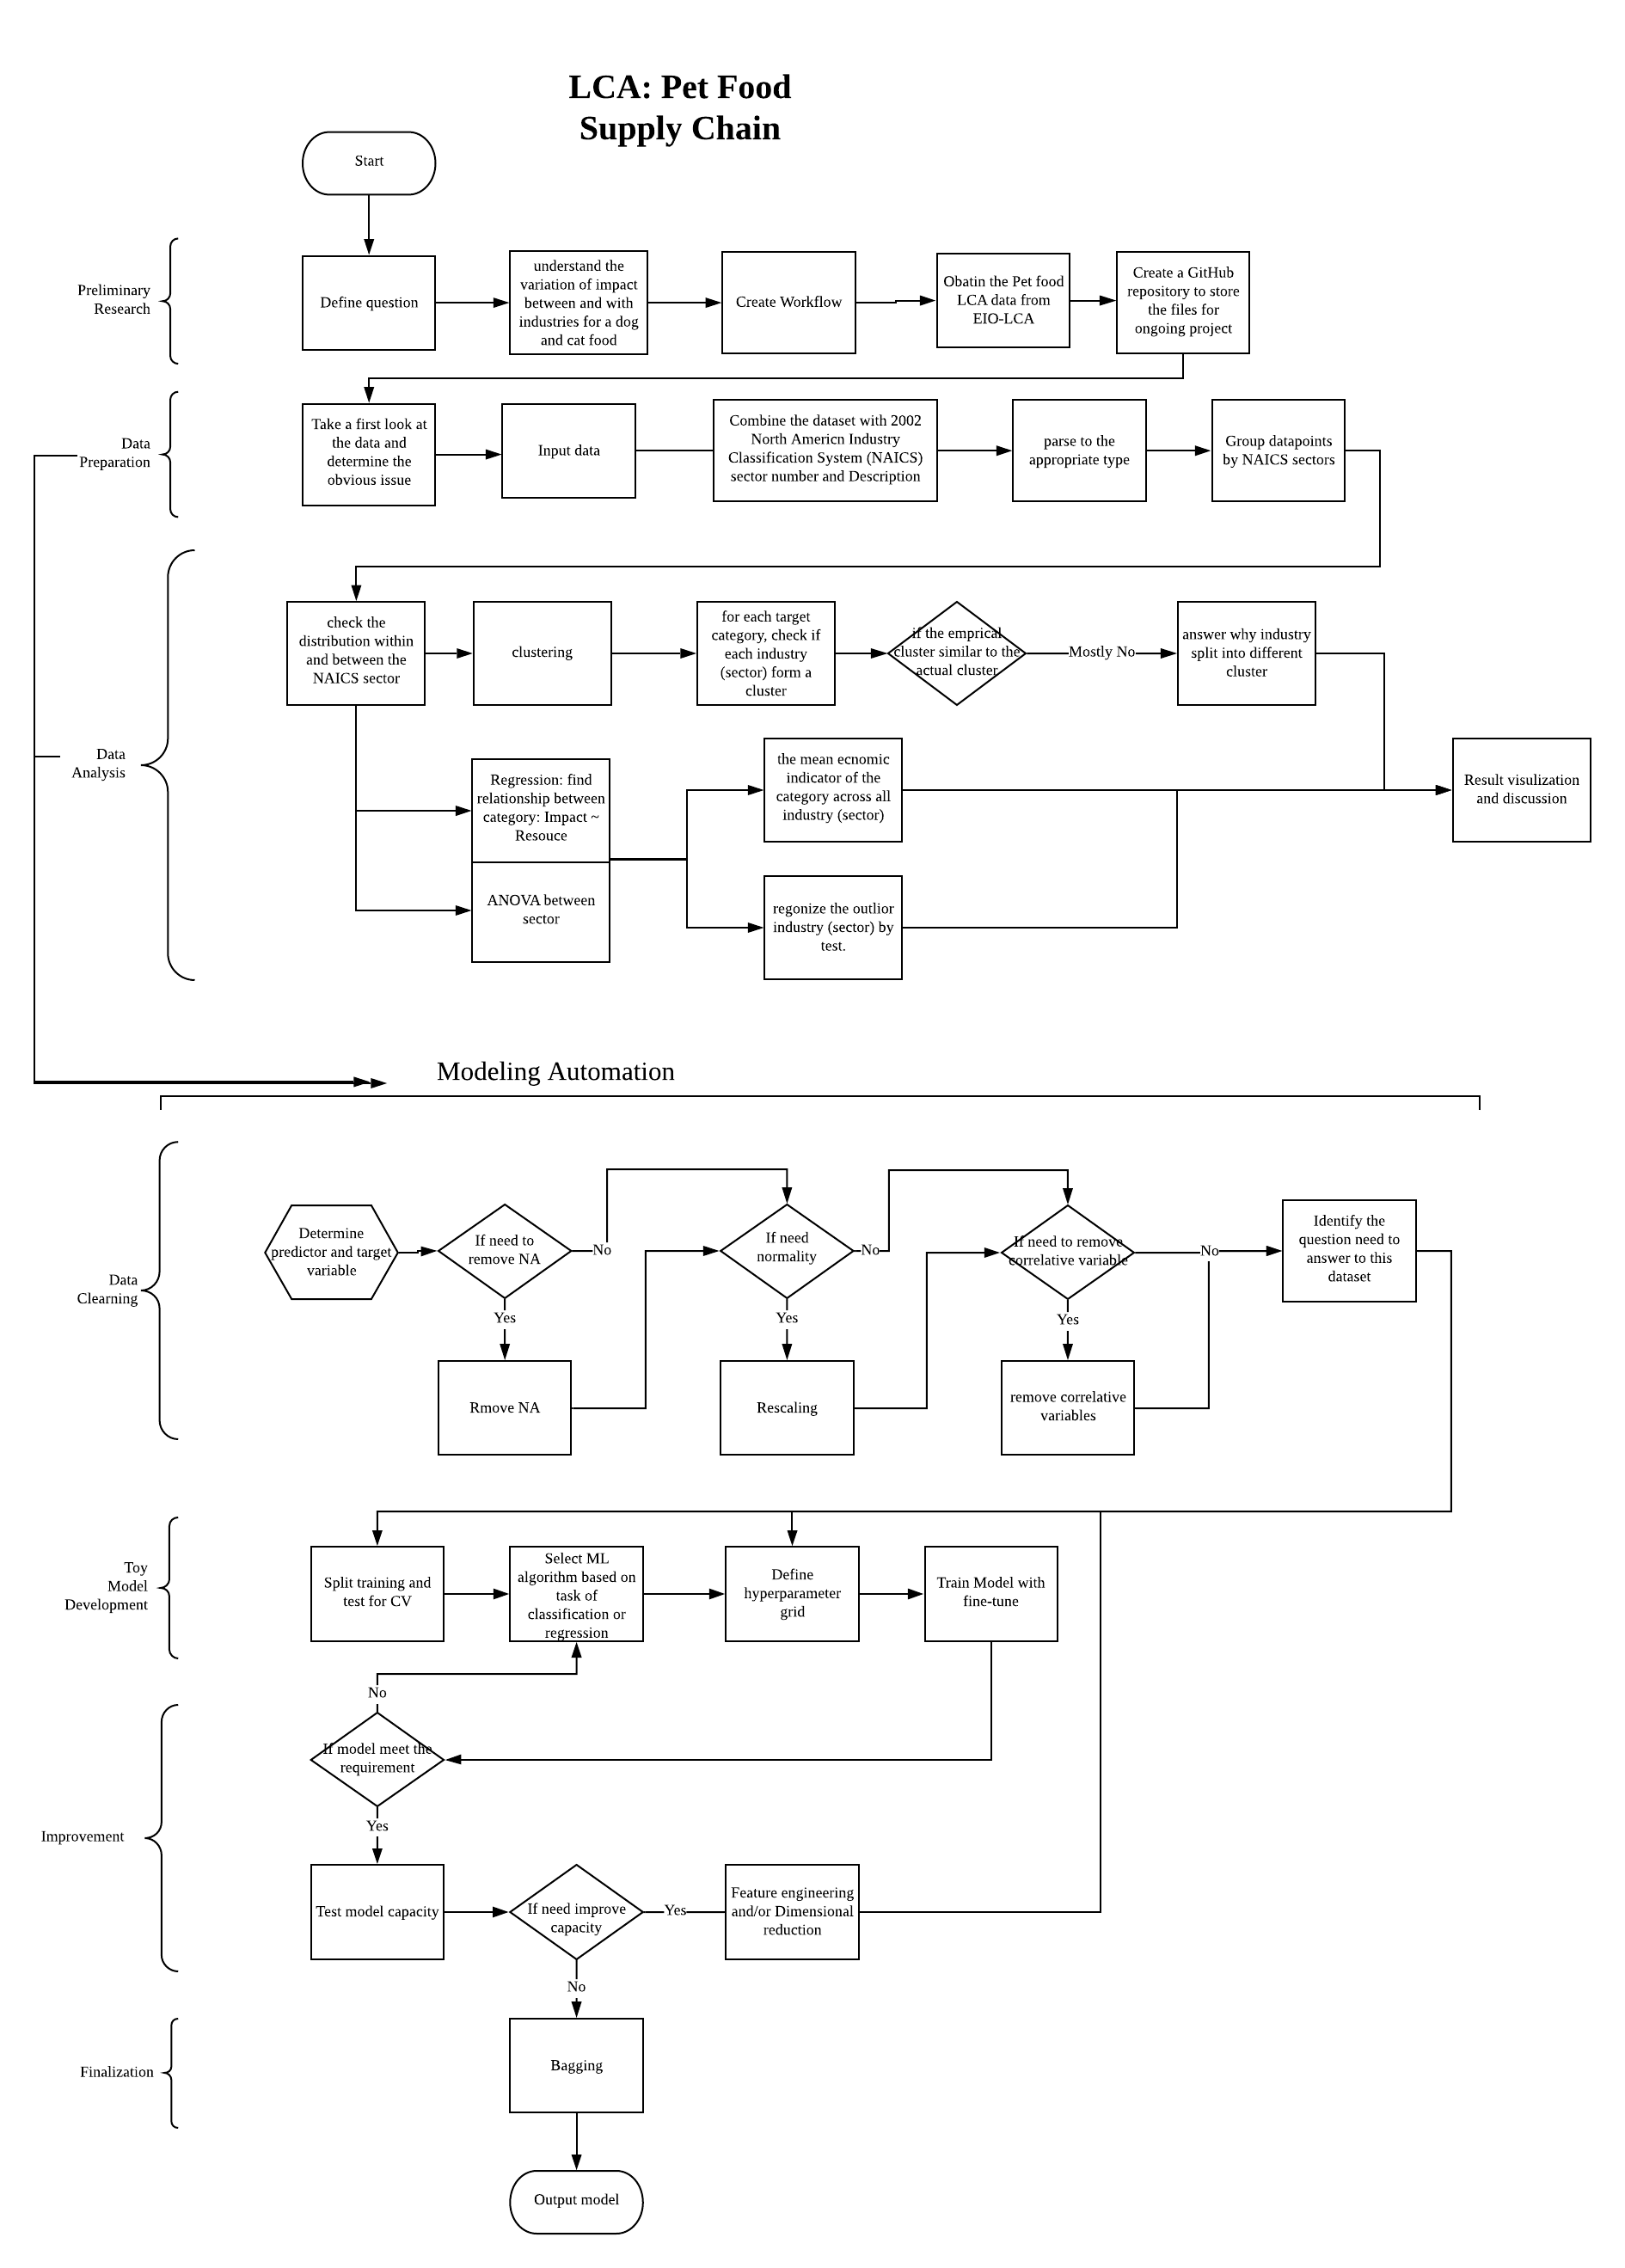 LCA: Pet Food
Supply Chain
Start
Preliminary
Research
Define question
understand the
variation of impact
between and with
industries for a dog
and cat food
Create Workflow
Obatin the Pet food
LCA data from
EIO-LCA
Create a GitHub
repository to store
the files for
ongoing project
Data
Preparation
Take a first look at
the data and
determine the
obvious issue
Input data
Combine the dataset with 2002
North Americn Industry
Classification System (NAICS)
sector number and Description
parse to the
appropriate type
Group datapoints
by NAICS sectors
check the
distribution within
and between the
NAICS sector
clustering
for each target
category, check if
each industry
(sector) form a
cluster
if the emprical
cluster similar to the
actual cluster
Mostly No
answer why industry
split into different
cluster
Data
Analysis
Regression: find
relationship between
category: Impact ~
Resouce
ANOVA between
sector
the mean ecnomic
indicator of the
category across all
industry (sector)
regonize the outlior
industry (sector) by
test.
Result visulization
and discussion
Modeling Automation
Data
Clearning
Determine
predictor and target
variable
If need to
remove NA
No
Yes
Rmove NA
If need
normality
No
Yes
Rescaling
If need to remove
correlative variable
No
Yes
remove correlative
variables
Identify the
question need to
answer to this
dataset
Toy
Model
Development
Split training and
test for CV
Select ML
algorithm based on
task of
classification or
regression
Define
hyperparameter
grid
Train Model with
fine-tune
No
If model meet the
requirement
Yes
Improvement
Test model capacity
If need improve
capacity
Yes
Feature engineering
and/or Dimensional
reduction
No
Finalization
Bagging
Output model